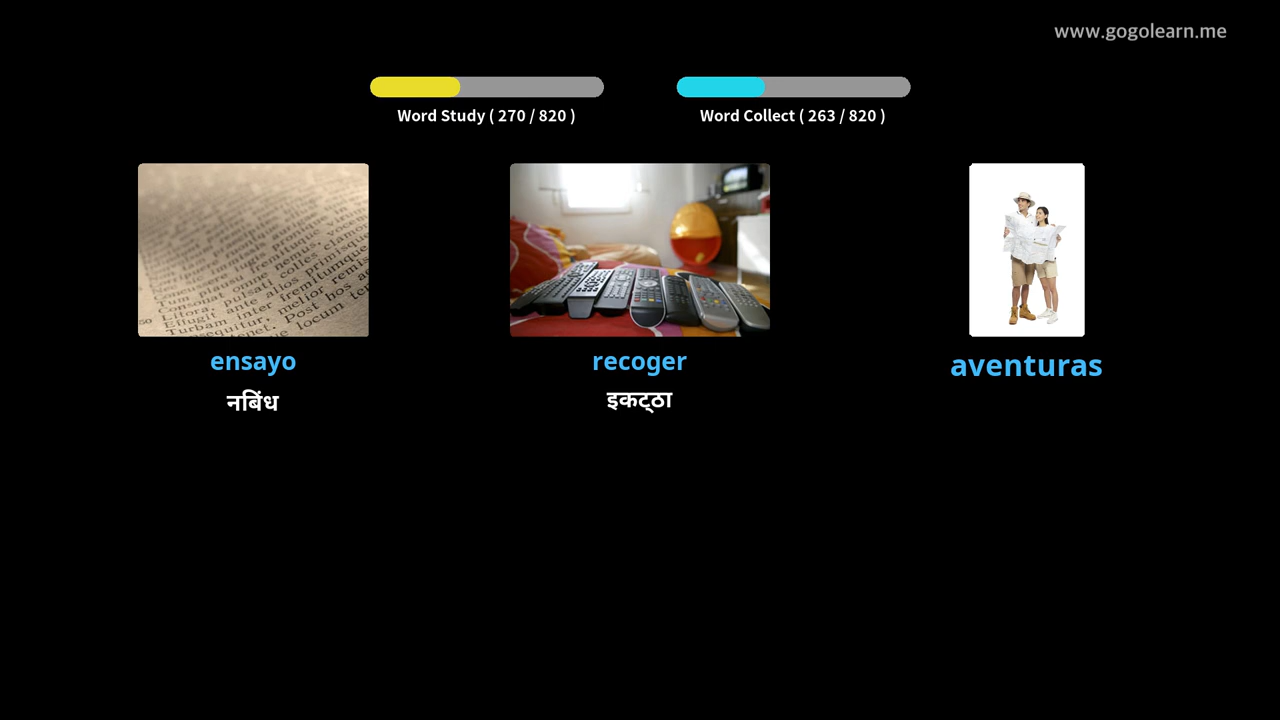 www.gogolearn.me
Word Study ( 270 / 820 )
Word Collect ( 263 / 820 )
ensayo
नबिंध
recoger
इकट्ठा
aventuras